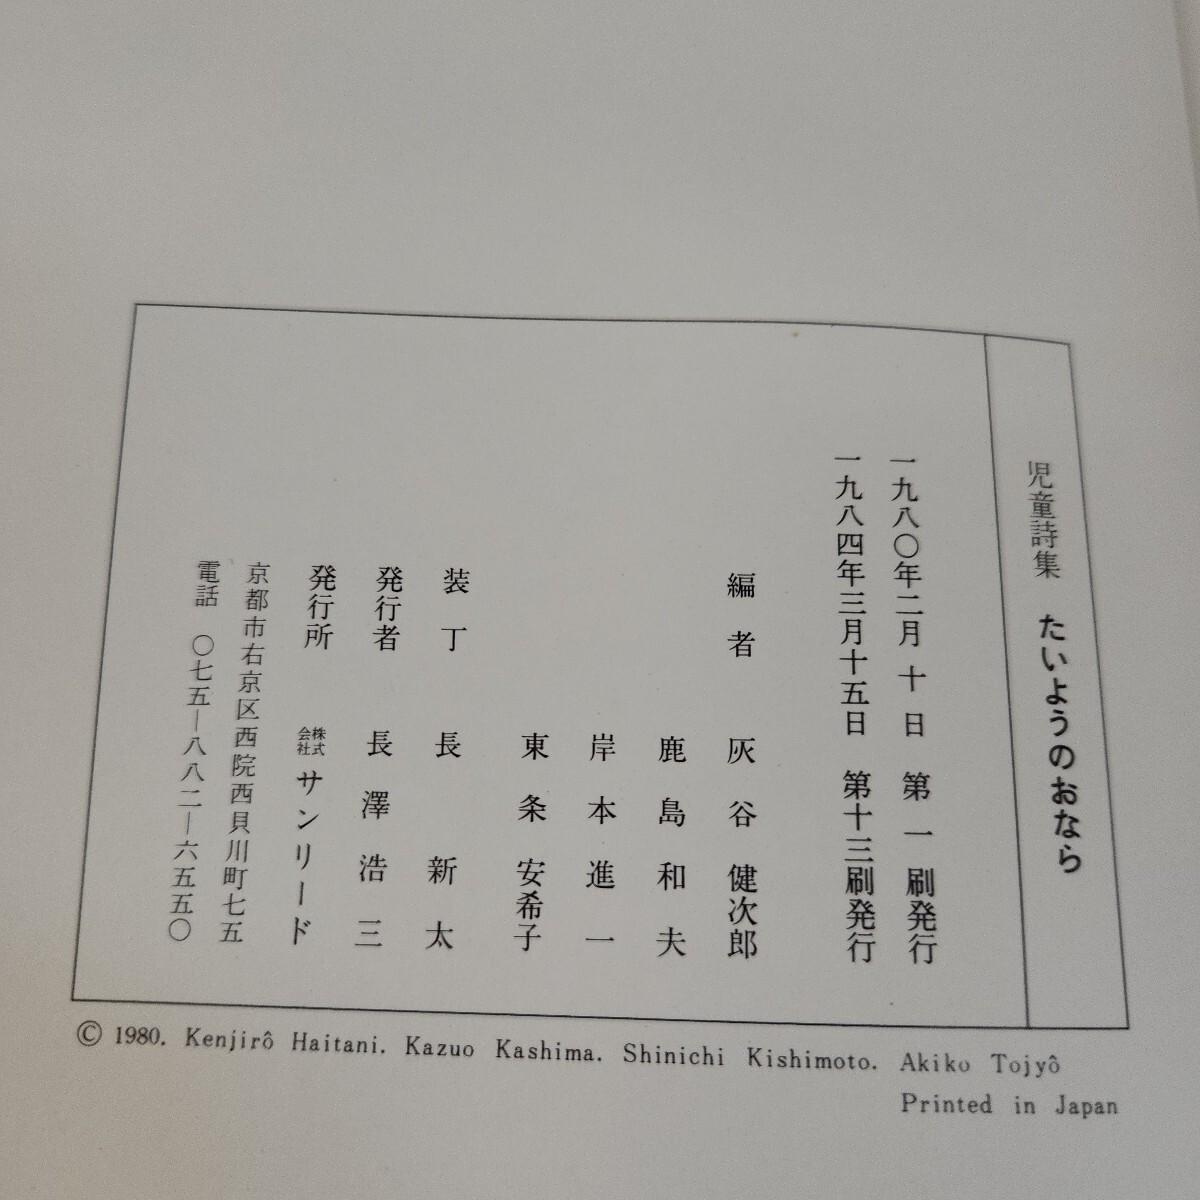 児童詩集　たいようのおなら
一九八〇年二月十日　第一刷発行
一九八四年三月十五日　第十三刷発行
編者　灰谷健次郎
鹿島和夫
岸本進一
東条安希子
装丁　長新太
発行者　長澤浩三
発行所　株式会社サンリード
京都市右京区西院西貝川町七五
電話　〇七五―八八二―六五五〇
© 1980. Kenjirô Haitani. Kazuo Kashima. Shinichi Kishimoto. Akiko Tojyô
Printed in Japan